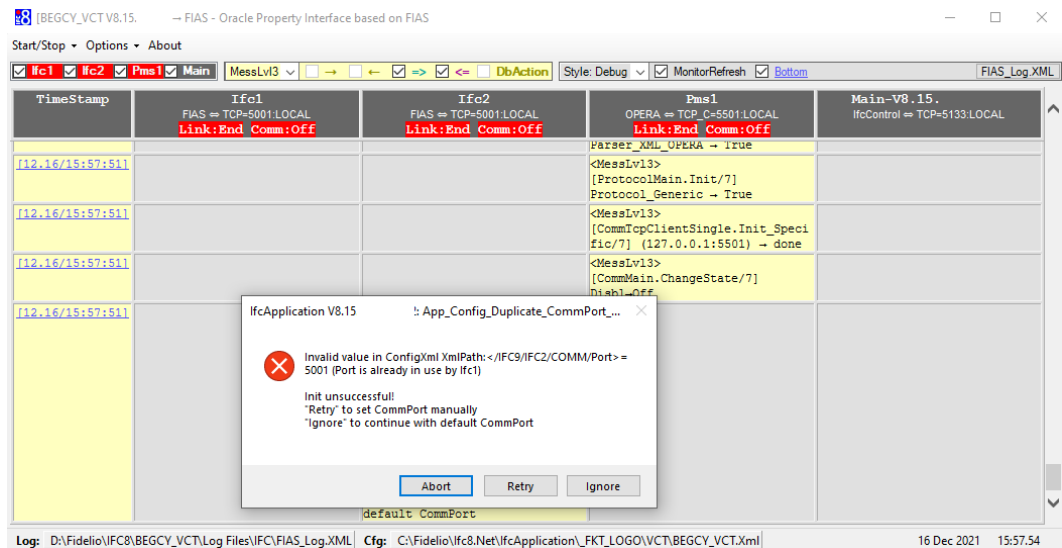 [BEGCY_VCT V8.15. → FIAS - Oracle Property Interface based on FIAS
Start/Stop Options About
Ifc1 Ifc2 Pms1 Main MessLvl3 → ← => <= DbAction Style: Debug MonitorRefresh Bottom FIAS_Log.XML
TimeStamp Ifc1 Ifc2 Pms1 Main-V8.15.
FIAS ⇔ TCP=5001:LOCAL FIAS ⇔ TCP=5001:LOCAL OPERA ⇔ TCP_C=5501:LOCAL IfcControl ⇔ TCP=5133:LOCAL
Link:End Comm:Off Link:End Comm:Off Link:End Comm:Off
Parser_XML_OPERA → True
[12.16/15:57:51] <MessLvl3>
[ProtocolMain.Init/7]
Protocol_Generic → True
[12.16/15:57:51] <MessLvl3>
[CommTcpClientSingle.Init_Speci
fic/7] (127.0.0.1:5501) → done
[12.16/15:57:51] <MessLvl3>
[CommMain.ChangeState/7]
Disbl→Off
[12.16/15:57:51]
IfcApplication V8.15 !: App_Config_Duplicate_CommPort_...
Invalid value in ConfigXml XmlPath:</IFC9/IFC2/COMM/Port> =
5001 (Port is already in use by Ifc1)
Init unsuccessful!
"Retry" to set CommPort manually
"Ignore" to continue with default CommPort
Abort Retry Ignore
default CommPort
Log: D:\Fidelio\IFC8\BEGCY_VCT\Log Files\IFC\FIAS_Log.XML Cfg: C:\Fidelio\Ifc8.Net\IfcApplication\_FKT_LOGO\VCT\BEGCY_VCT.Xml 16 Dec 2021 15:57.54